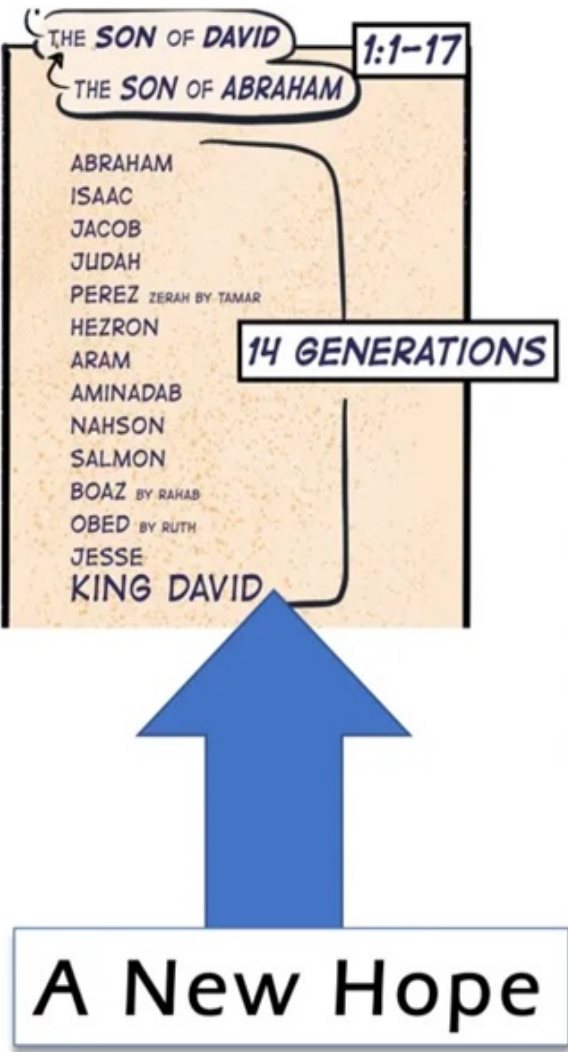 THE SON OF DAVID
1:1-17
THE SON OF ABRAHAM
ABRAHAM
ISAAC
JACOB
JUDAH
PEREZ ZERAH BY TAMAR
HEZRON
14 GENERATIONS
ARAM
AMINADAB
NAHSON
SALMON
BOAZ BY RAHAB
OBED BY RUTH
JESSE
KING DAVID
A New Hope